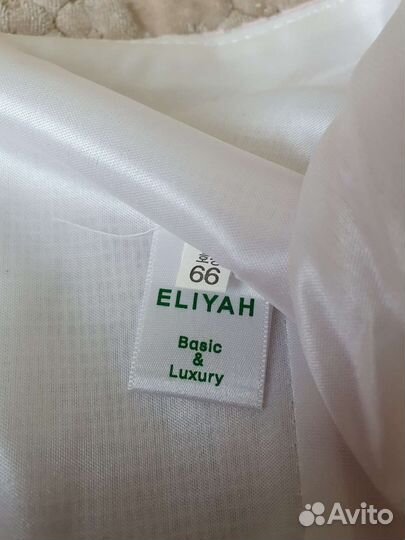 66
ELIYAH
Basic
&
Luxury
Avito